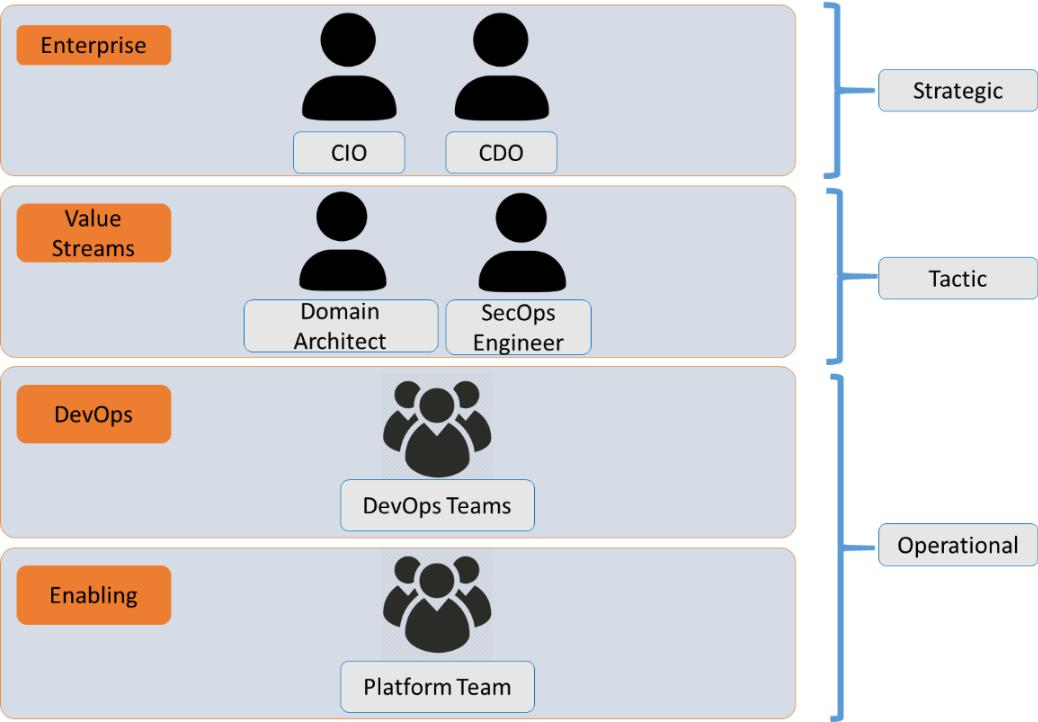 Enterprise
CIO
CDO
Strategic
Value
Streams
Domain
Architect
SecOps
Engineer
Tactic
DevOps
DevOps Teams
Operational
Enabling
Platform Team